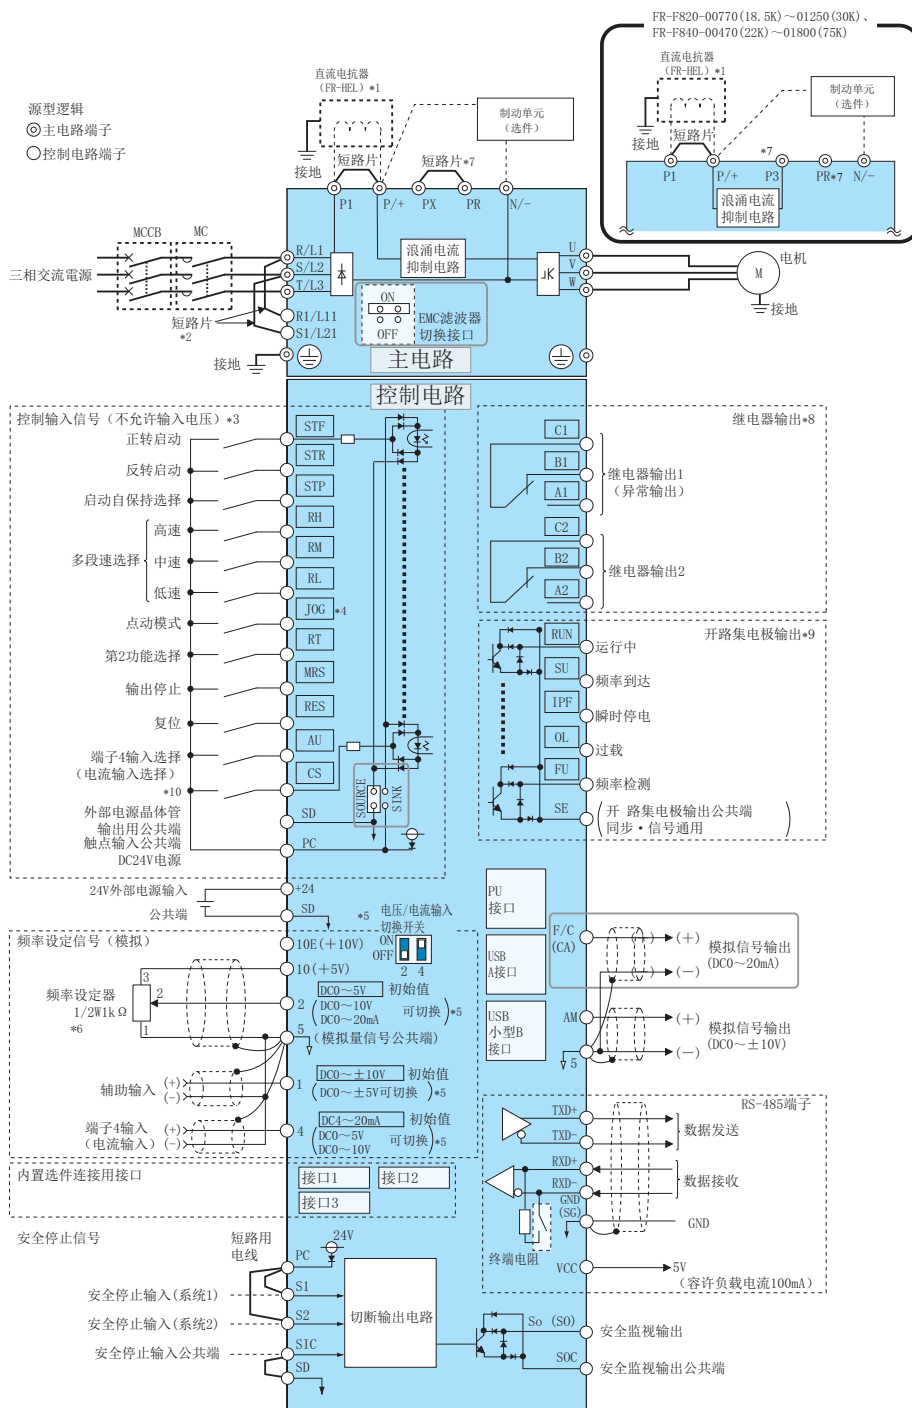 FR-F820-00770(18.5K)～01250(30K)、
FR-F840-00470(22K)～01800(75K)
直流电抗器
(FR-HEL) *1
制动单元
(选件)
接地
短路片
*7
P1
P/+
P3
PR*7
N/-
浪涌电流
抑制电路
源型逻辑
主电路端子
控制电路端子
直流电抗器
(FR-HEL) *1
制动单元
(选件)
接地
短路片
短路片*7
P1
P/+
PX
PR
N/-
MCCB
MC
三相交流電源
R/L1
S/L2
T/L3
R1/L11
S1/L21
短路片
*2
接地
浪涌电流
抑制电路
ON
OFF
EMC滤波器
切换接口
U
V
W
电机
M
接地
主电路
控制电路
控制输入信号（不允许输入电压）*3
正转启动
STF
反转启动
STR
启动自保持选择
STP
多段速选择
高速
RH
中速
RM
低速
RL
点动模式
JOG
*4
第2功能选择
RT
输出停止
MRS
复位
RES
端子4输入选择
(电流输入选择)
AU
*10
CS
外部电源晶体管
输出用公共端
SD
触点输入公共端
DC24V电源
PC
SOURCE
SINK
继电器输出*8
C1
B1
A1
继电器输出1
(异常输出)
C2
B2
A2
继电器输出2
开路集电极输出*9
RUN
运行中
SU
频率到达
IPF
瞬时停电
OL
过载
FU
频率检测
SE
开 路集电极输出公共端
同步・信号通用
24V外部电源输入
+24
公共端
SD
*5
电压/电流输入
切换开关
ON
OFF
2 4
频率设定信号（模拟）
10E(＋10V)
10(＋5V)
频率设定器
1/2W1kΩ
*6
3
2
1
2
DC0～5V 初始值
DC0～10V
DC0～20mA
可切换
*5
5
(模拟量信号公共端)
辅助输入
(+)
(−)
1
DC0～±10V 初始值
DC0～±5V可切换
*5
端子4输入
(电流输入)
(+)
(−)
4
DC4～20mA 初始值
DC0～5V
DC0～10V
可切换
*5
PU
接口
USB
A接口
USB
小型B
接口
F/C
(CA)
(+)
(−)
模拟信号输出
(DC0～20mA)
AM
5
(+)
(−)
模拟信号输出
(DC0～±10V)
RS-485端子
TXD+
TXD-
数据发送
RXD+
RXD-
数据接收
GND
(SG)
GND
终端电阻
VCC
5V
(容许负载电流100mA)
内置选件连接用接口
接口1
接口2
接口3
安全停止信号
短路用
电线
PC
24V
安全停止输入(系统1)
S1
安全停止输入(系统2)
S2
安全停止输入公共端
SIC
SD
切断输出电路
So (SO)
安全监视输出
SOC
安全监视输出公共端